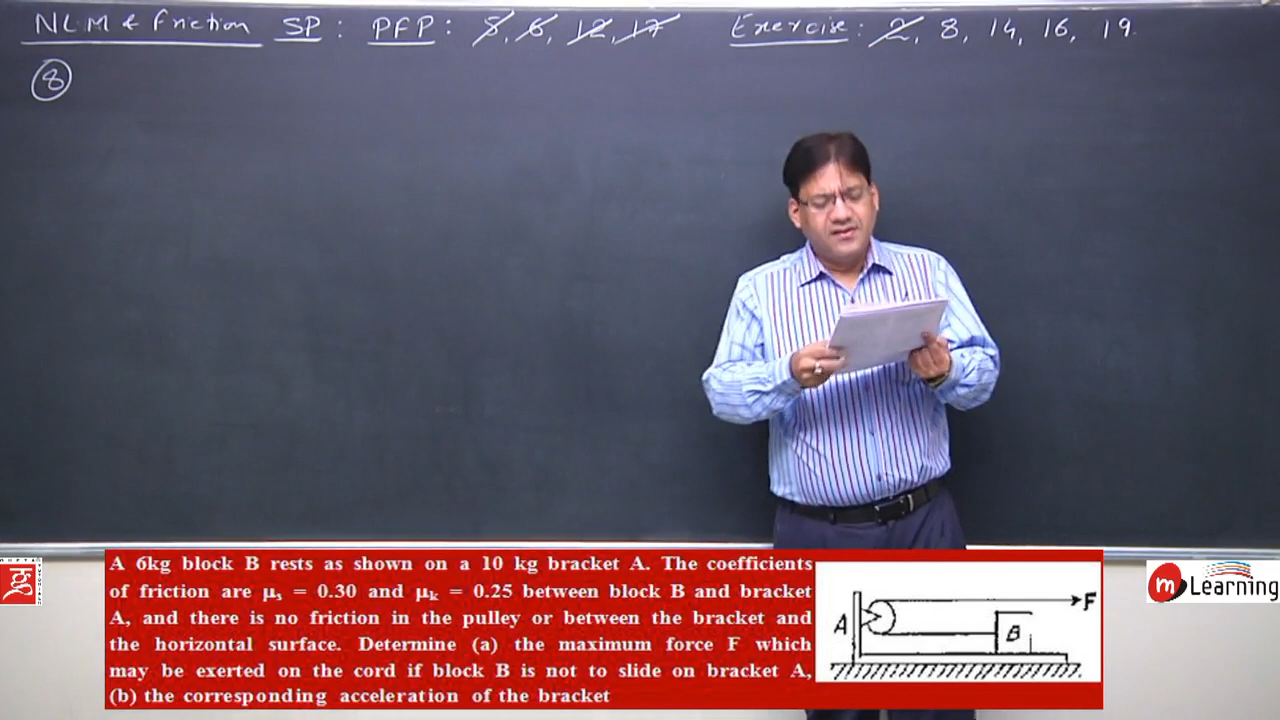 NLM & Friction SP : PFP : 5, 6, 12, 17 Exercise : 2, 8, 14, 16, 19
8
A 6kg block B rests as shown on a 10 kg bracket A. The coefficients
of friction are μs = 0.30 and μk = 0.25 between block B and bracket
A, and there is no friction in the pulley or between the bracket and
the horizontal surface. Determine (a) the maximum force F which
may be exerted on the cord if block B is not to slide on bracket A,
(b) the corresponding acceleration of the bracket
F
A
B
m Learning